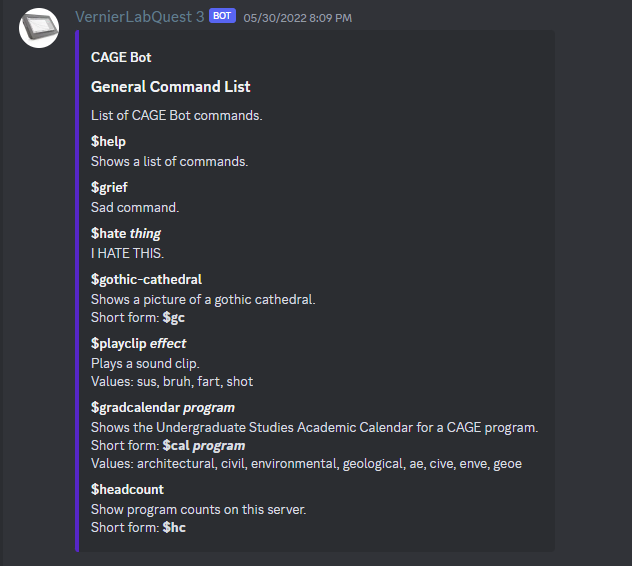 VernierLabQuest 3 BOT 05/30/2022 8:09 PM
CAGE Bot
General Command List
List of CAGE Bot commands.
$help
Shows a list of commands.
$grief
Sad command.
$hate thing
I HATE THIS.
$gothic-cathedral
Shows a picture of a gothic cathedral.
Short form: $gc
$playclip effect
Plays a sound clip.
Values: sus, bruh, fart, shot
$gradcalendar program
Shows the Undergraduate Studies Academic Calendar for a CAGE program.
Short form: $cal program
Values: architectural, civil, environmental, geological, ae, cive, enve, geoe
$headcount
Show program counts on this server.
Short form: $hc